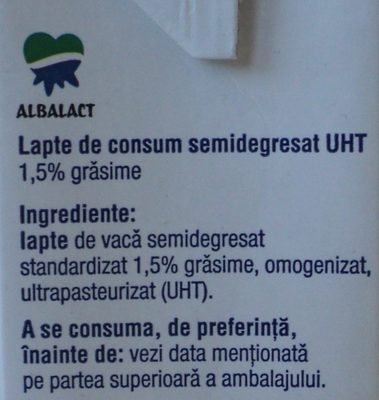 ALBALACT
Lapte de consum semidegresat UHT
1,5% grăsime
Ingrediente:
lapte de vacă semidegresat
standardizat 1,5% grăsime, omogenizat,
ultrapasteurizat (UHT).
A se consuma, de preferință,
înainte de: vezi data menționată
pe partea superioară a ambalajului.